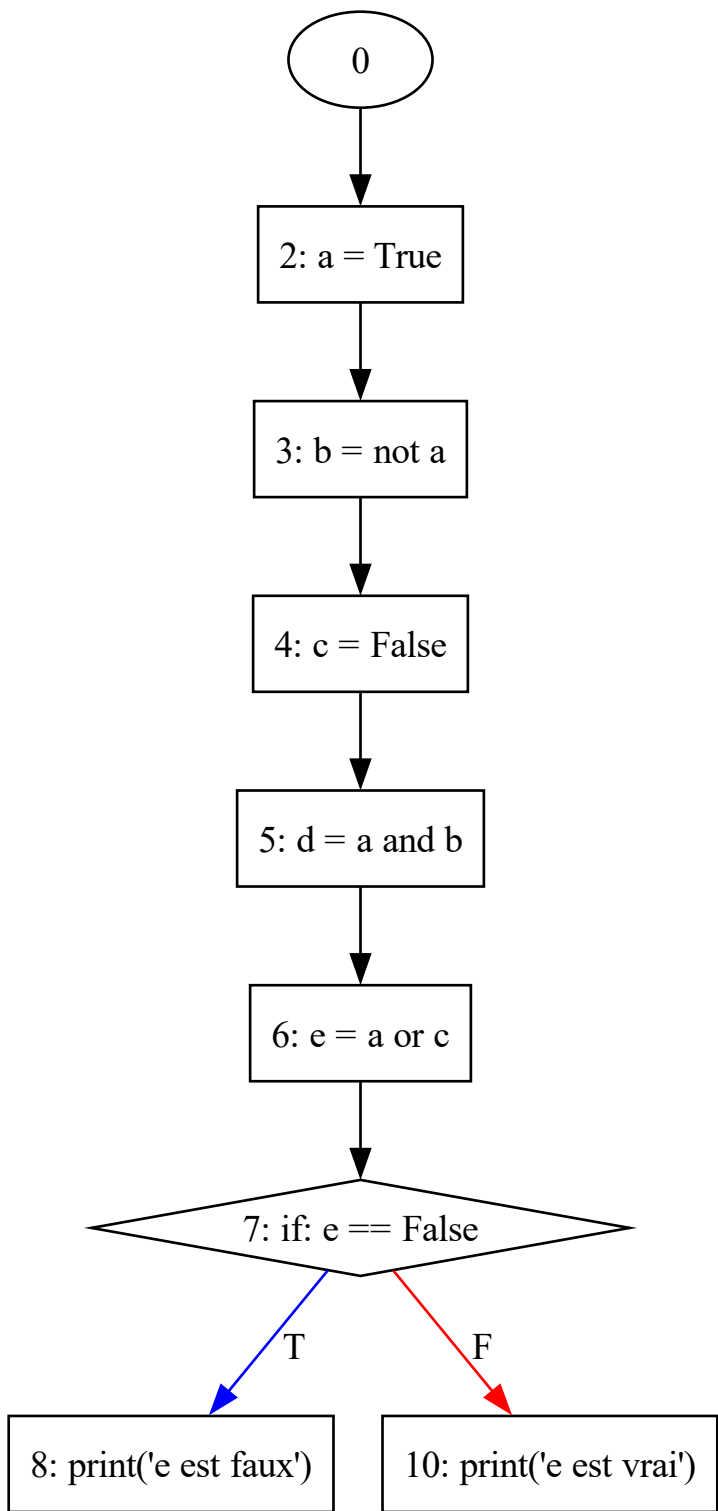 0
2: a = True
3: b = not a
4: c = False
5: d = a and b
6: e = a or c
7: if: e == False
T
F
8: print('e est faux')
10: print('e est vrai')